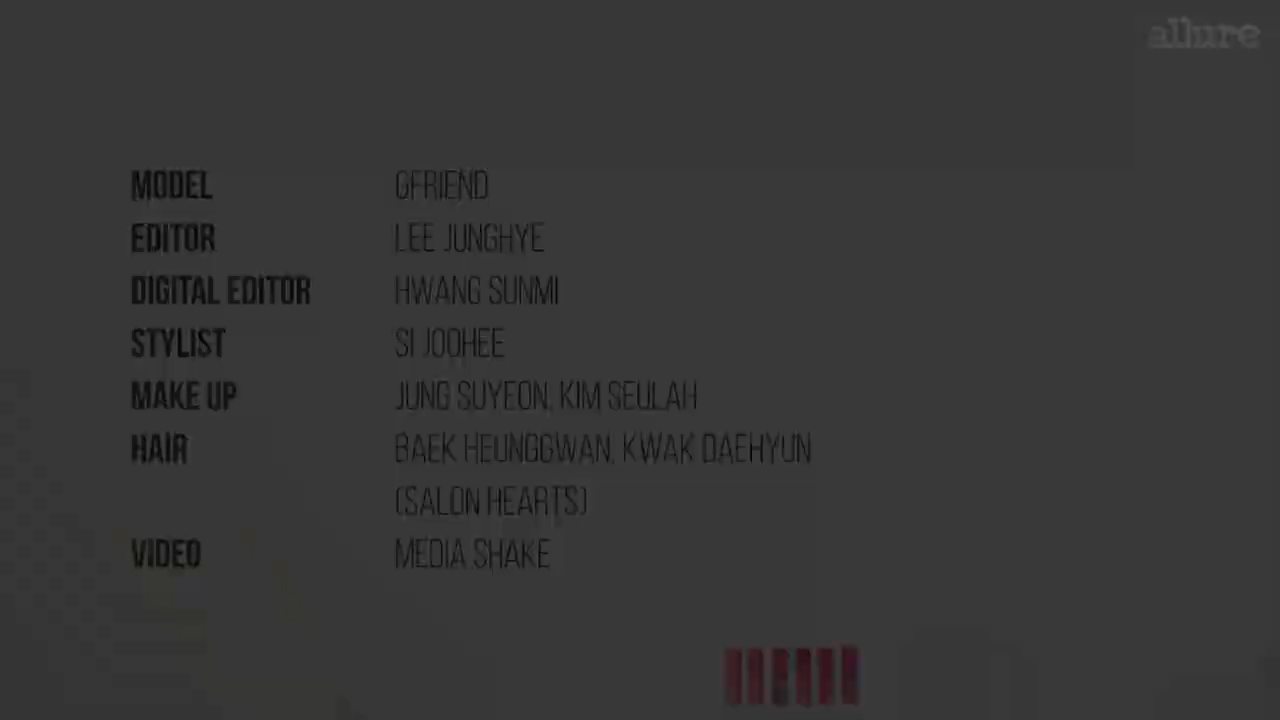 allure
MODEL GFRIEND
EDITOR LEE JUNGHYE
DIGITAL EDITOR HWANG SUNMI
STYLIST SI JOOHEE
MAKE UP JUNG SUYEON, KIM SEULAH
HAIR BAEK HEUNGGWAN, KWAK DAEHYUN
(SALON HEARTS)
VIDEO MEDIA SHAKE